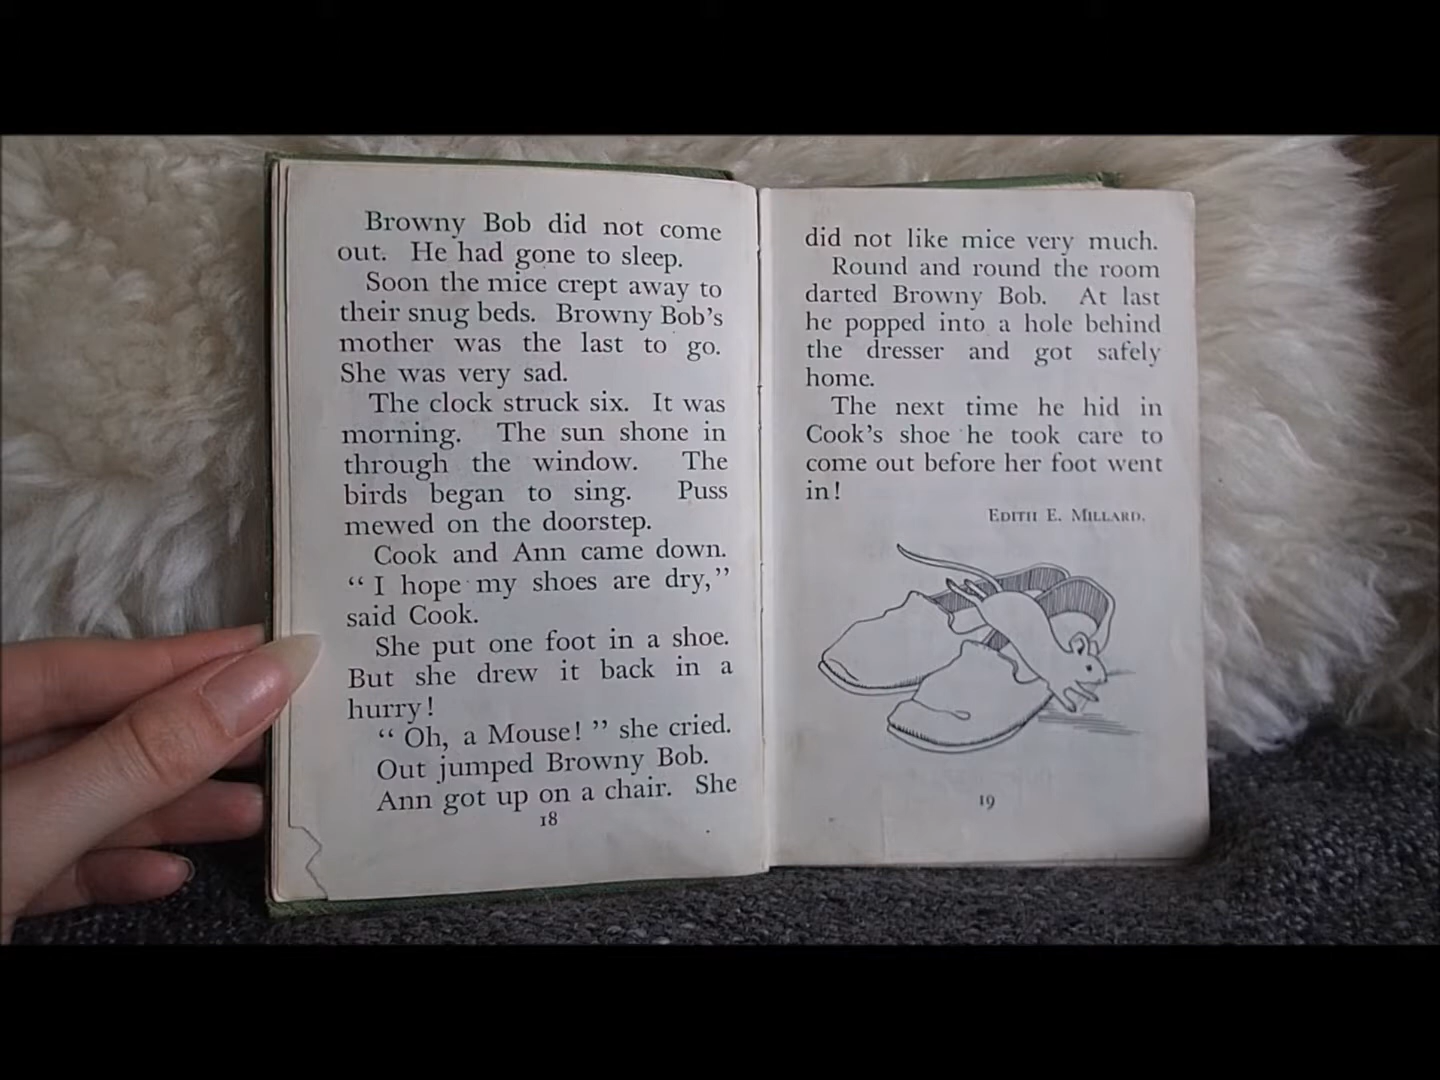 Browny Bob did not come
out. He had gone to sleep.
Soon the mice crept away to
their snug beds. Browny Bob's
mother was the last to go.
She was very sad.
The clock struck six. It was
morning. The sun shone in
through the window. The
birds began to sing. Puss
mewed on the doorstep.
Cook and Ann came down.
“ I hope my shoes are dry,”
said Cook.
She put one foot in a shoe.
But she drew it back in a
hurry!
“ Oh, a Mouse! ” she cried.
Out jumped Browny Bob.
Ann got up on a chair. She
18
did not like mice very much.
Round and round the room
darted Browny Bob. At last
he popped into a hole behind
the dresser and got safely
home.
The next time he hid in
Cook's shoe he took care to
come out before her foot went
in!
EDITH E. MILLARD.
19